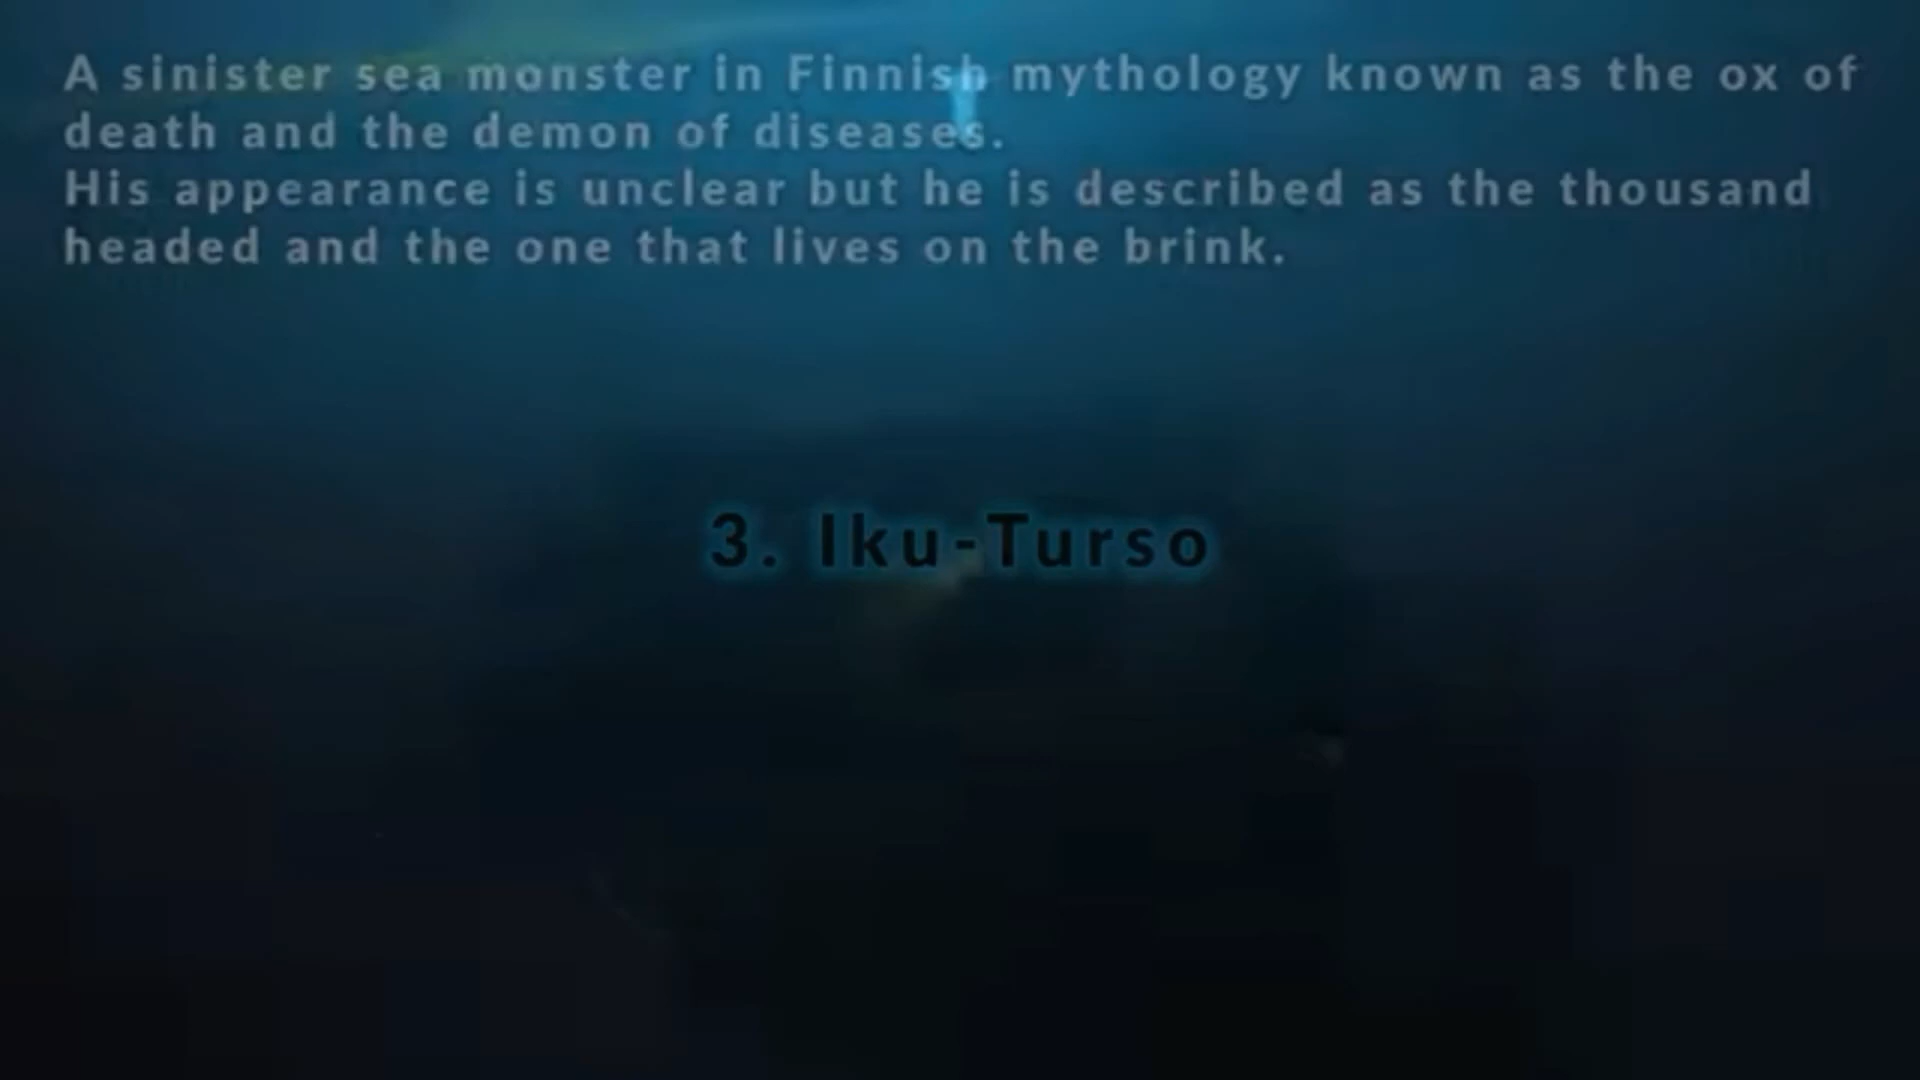 A sinister sea monster in Finnish mythology known as the ox of
death and the demon of diseases.
His appearance is unclear but he is described as the thousand
headed and the one that lives on the brink.
3. Iku-Turso